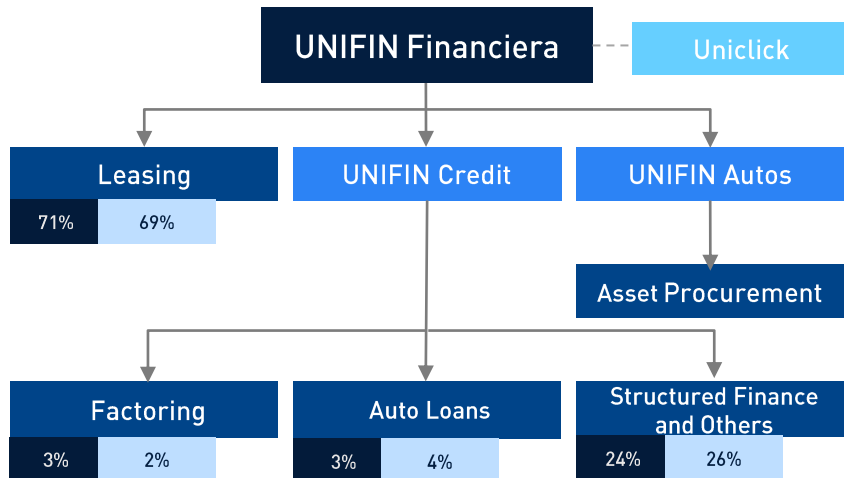 UNIFIN Financiera
Uniclick
Leasing
UNIFIN Credit
UNIFIN Autos
71%
69%
Asset Procurement
Factoring
Auto Loans
Structured Finance
and Others
3%
2%
3%
4%
24%
26%